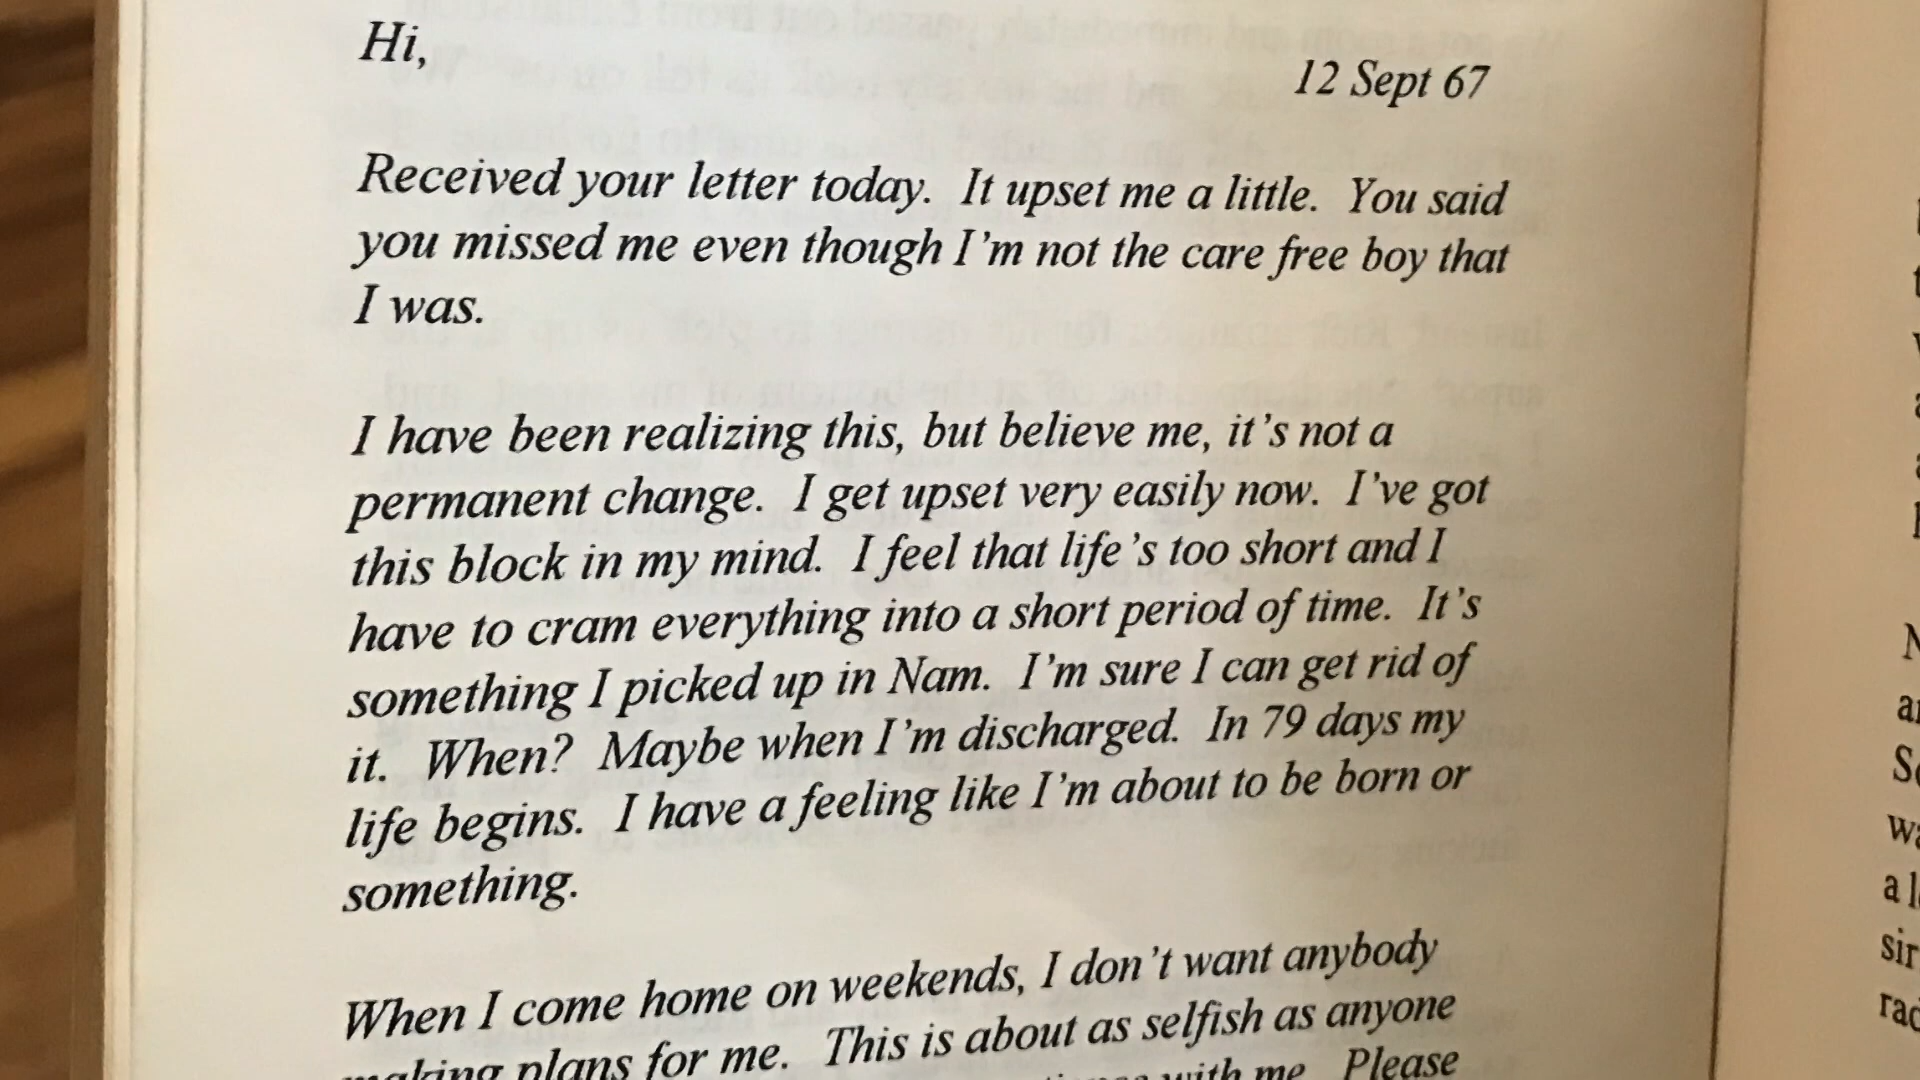 Hi,
12 Sept 67
Received your letter today. It upset me a little. You said
you missed me even though I'm not the care free boy that
I was.
I have been realizing this, but believe me, it's not a
permanent change. I get upset very easily now. I've got
this block in my mind. I feel that life's too short and I
have to cram everything into a short period of time. It's
something I picked up in Nam. I'm sure I can get rid of
it. When? Maybe when I'm discharged. In 79 days my
life begins. I have a feeling like I'm about to be born or
something.
When I come home on weekends, I don't want anybody
making plans for me. This is about as selfish as anyone
with me Please